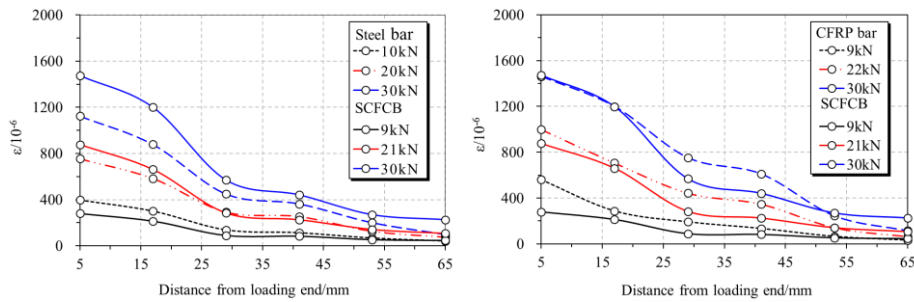 2000
1600
1200
800
400
0
ε/10⁻⁶
5 15 25 35 45 55 65
Distance from loading end/mm
Steel bar
10kN
20kN
30kN
SCFCB
9kN
21kN
30kN
2000
1600
1200
800
400
0
ε/10⁻⁶
5 15 25 35 45 55 65
Distance from loading end/mm
CFRP bar
9kN
22kN
30kN
SCFCB
9kN
21kN
30kN